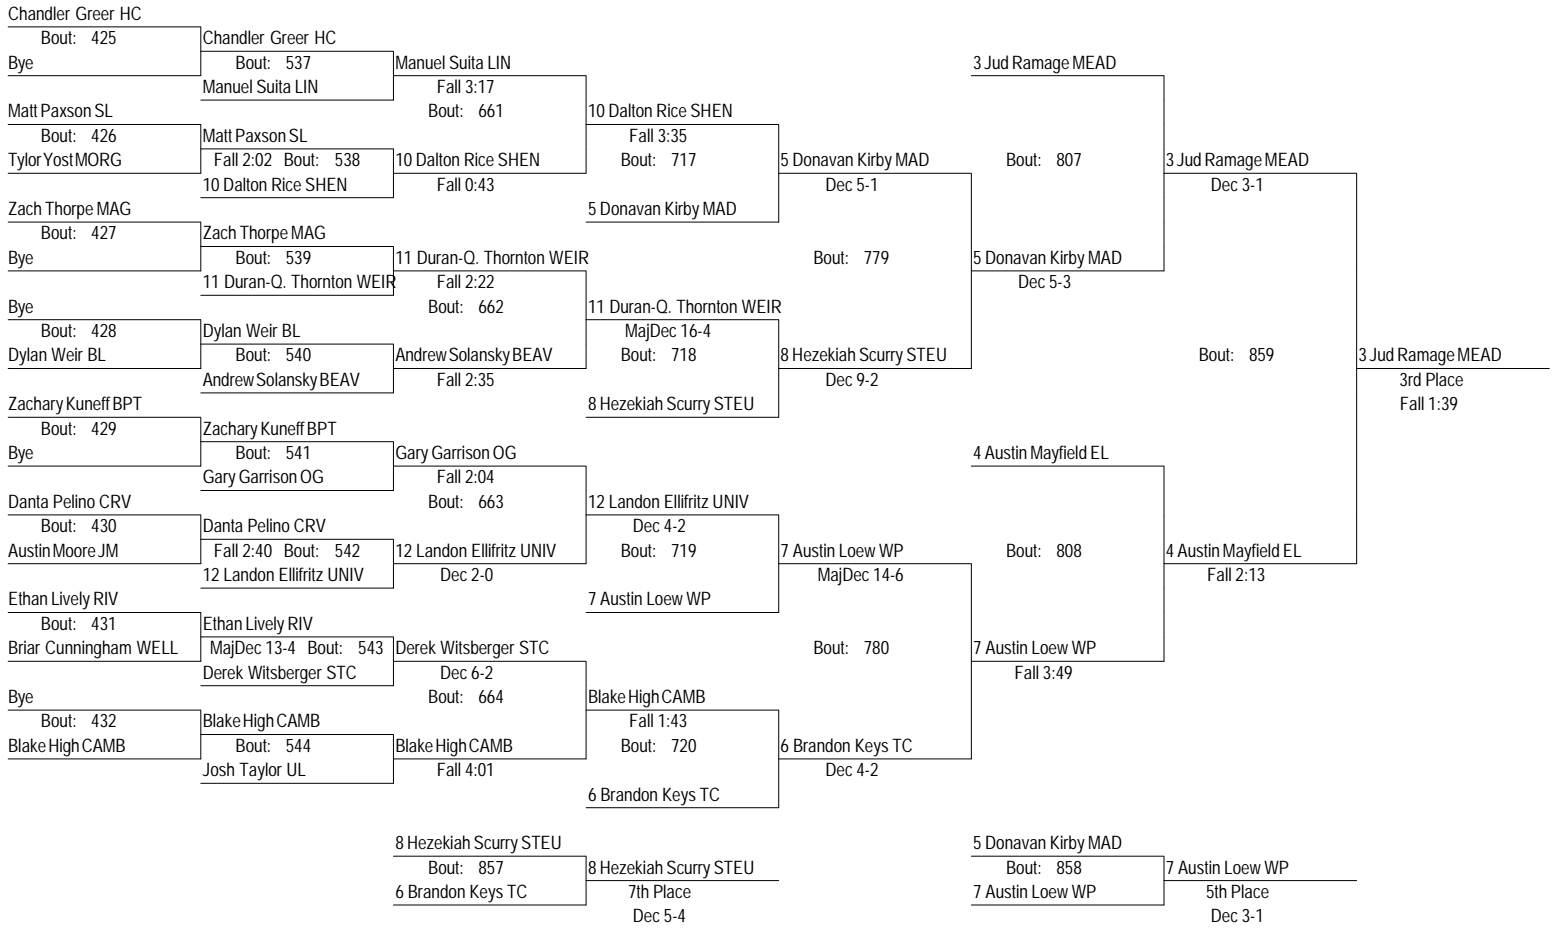 Chandler Greer HC
Bout: 425
Chandler Greer HC
Bye
Bout: 537
Manuel Suita LIN
3 Jud Ramage MEAD
Manuel Suita LIN
Fall 3:17
Matt Paxson SL
Bout: 661
10 Dalton Rice SHEN
Bout: 426
Matt Paxson SL
Fall 3:35
Tylor Yost MORG
Fall 2:02 Bout: 538
10 Dalton Rice SHEN
Bout: 717
5 Donavan Kirby MAD
Bout: 807
3 Jud Ramage MEAD
10 Dalton Rice SHEN
Fall 0:43
Dec 5-1
Dec 3-1
Zach Thorpe MAG
5 Donavan Kirby MAD
Bout: 427
Zach Thorpe MAG
Bye
Bout: 539
11 Duran-Q. Thornton WEIR
Bout: 779
5 Donavan Kirby MAD
11 Duran-Q. Thornton WEIR
Fall 2:22
Dec 5-3
Bye
Bout: 662
11 Duran-Q. Thornton WEIR
Bout: 428
Dylan Weir BL
MajDec 16-4
Dylan Weir BL
Bout: 540
Andrew Solansky BEAV
Bout: 718
8 Hezekiah Scurry STEU
Bout: 859
3 Jud Ramage MEAD
Andrew Solansky BEAV
Fall 2:35
Dec 9-2
3rd Place
Zachary Kuneff BPT
8 Hezekiah Scurry STEU
Fall 1:39
Bout: 429
Zachary Kuneff BPT
Bye
Bout: 541
Gary Garrison OG
4 Austin Mayfield EL
Gary Garrison OG
Fall 2:04
Danta Pelino CRV
Bout: 663
12 Landon Ellifritz UNIV
Bout: 430
Danta Pelino CRV
Dec 4-2
Austin Moore JM
Fall 2:40 Bout: 542
12 Landon Ellifritz UNIV
Bout: 719
7 Austin Loew WP
Bout: 808
4 Austin Mayfield EL
12 Landon Ellifritz UNIV
Dec 2-0
MajDec 14-6
Fall 2:13
Ethan Lively RIV
7 Austin Loew WP
Bout: 431
Ethan Lively RIV
Briar Cunningham WELL
MajDec 13-4 Bout: 543
Derek Witsberger STC
Bout: 780
7 Austin Loew WP
Derek Witsberger STC
Dec 6-2
Fall 3:49
Bye
Bout: 664
Blake High CAMB
Bout: 432
Blake High CAMB
Fall 1:43
Blake High CAMB
Bout: 544
Blake High CAMB
Bout: 720
6 Brandon Keys TC
Josh Taylor UL
Fall 4:01
Dec 4-2
6 Brandon Keys TC
8 Hezekiah Scurry STEU
5 Donavan Kirby MAD
Bout: 857
8 Hezekiah Scurry STEU
Bout: 858
7 Austin Loew WP
6 Brandon Keys TC
7th Place
7 Austin Loew WP
5th Place
Dec 5-4
Dec 3-1